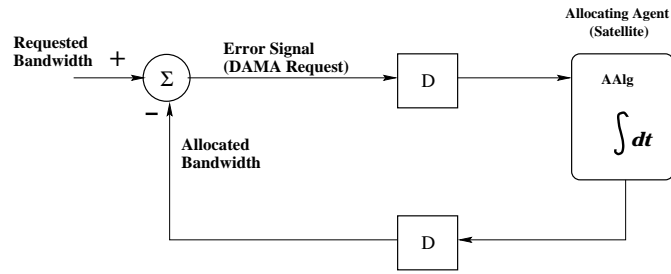 Allocating Agent
(Satellite)
Requested
Bandwidth
+
Σ
−
Error Signal
(DAMA Request)
D
AAlg
∫ dt
Allocated
Bandwidth
D